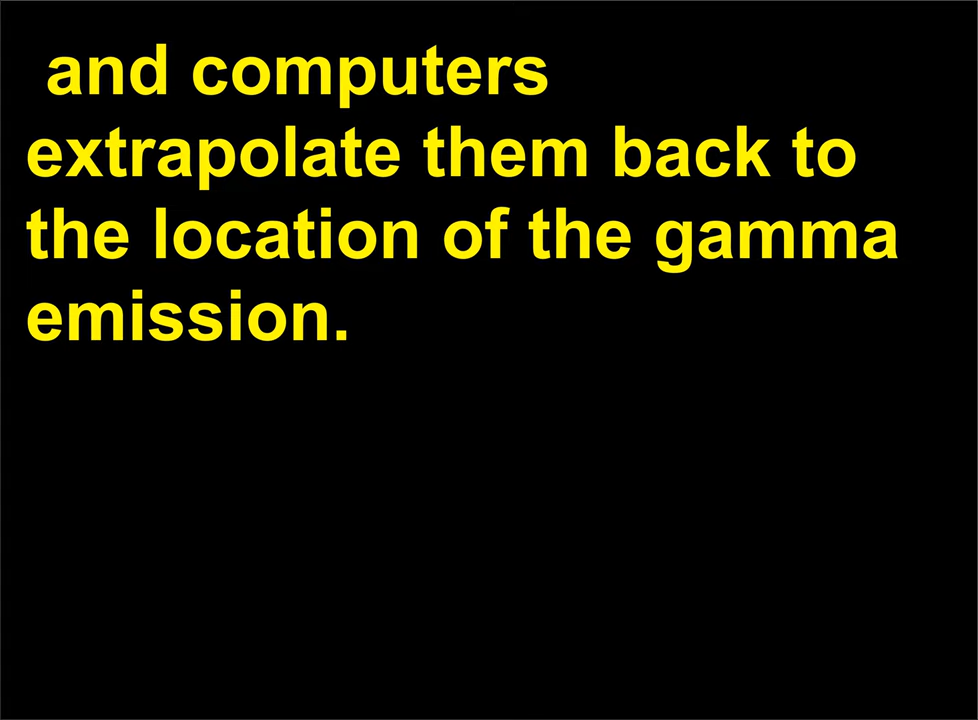 and computers
extrapolate them back to
the location of the gamma
emission.